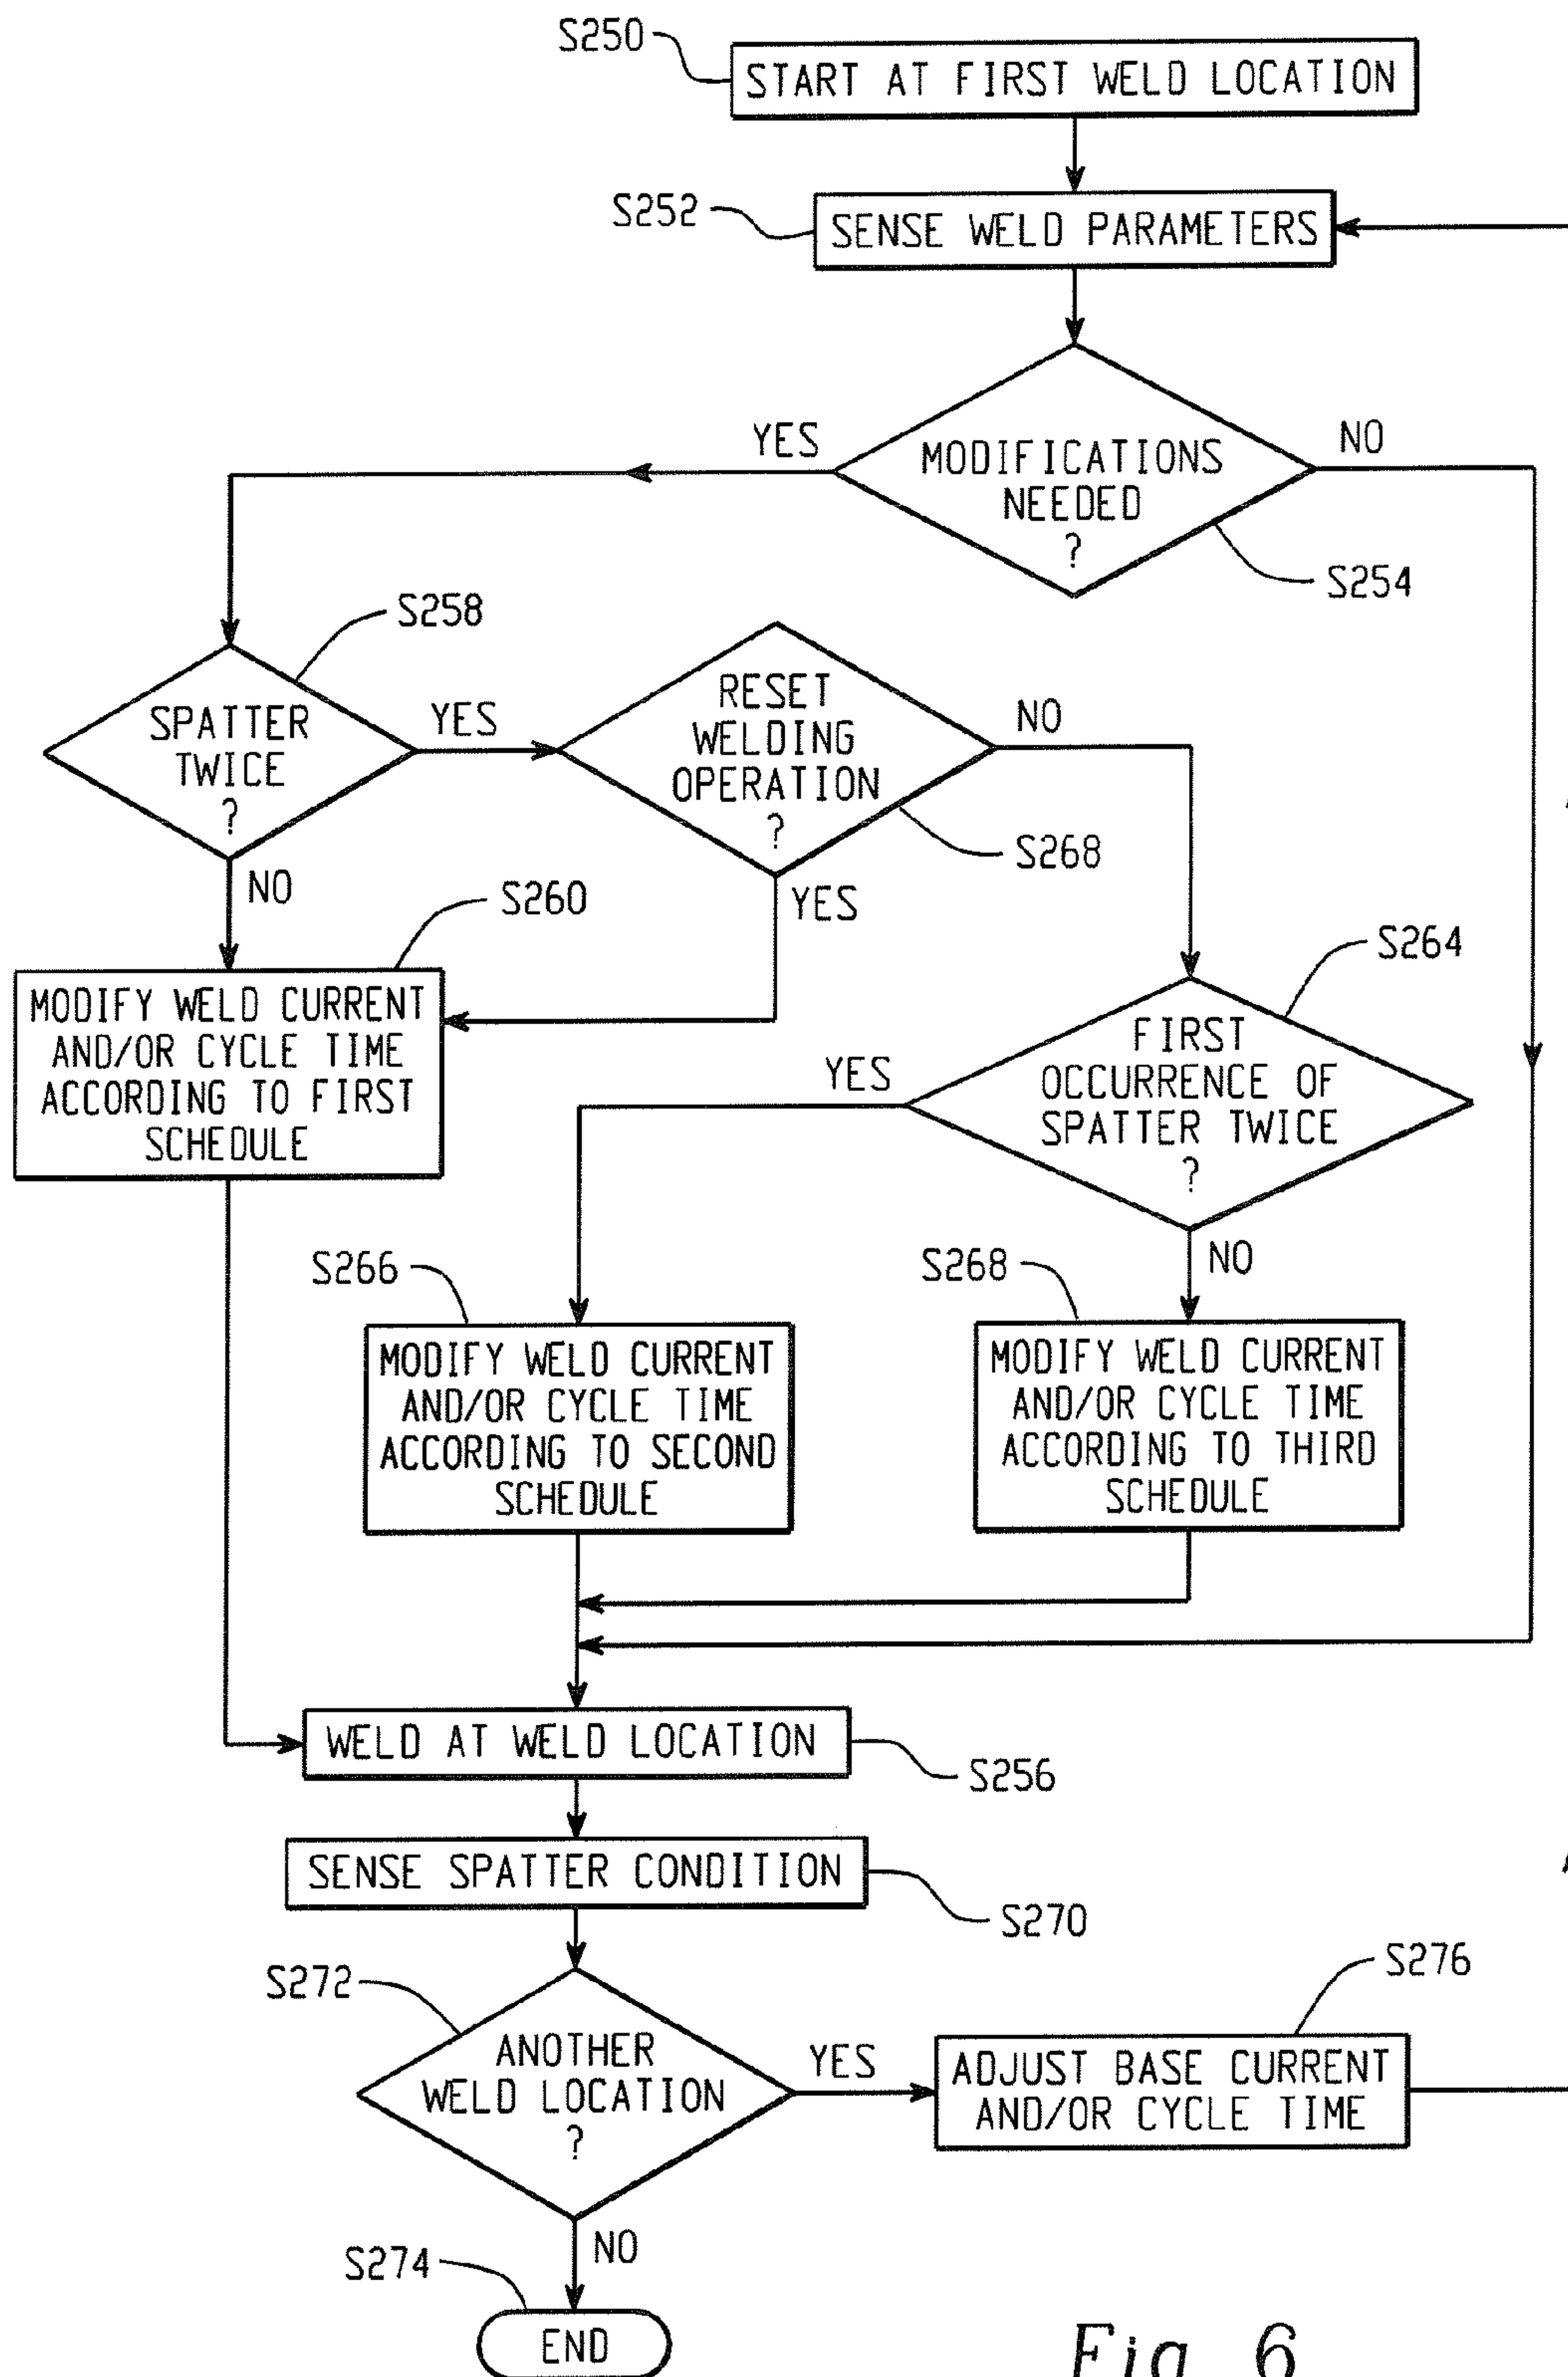 S250
START AT FIRST WELD LOCATION
S252
SENSE WELD PARAMETERS
YES
MODIFICATIONS
NEEDED
?
NO
S254
S258
SPATTER
TWICE
?
YES
RESET
WELDING
OPERATION
?
NO
S268
NO
YES
S260
MODIFY WELD CURRENT
AND/OR CYCLE TIME
ACCORDING TO FIRST
SCHEDULE
S264
FIRST
OCCURRENCE OF
SPATTER TWICE
?
YES
NO
S266
MODIFY WELD CURRENT
AND/OR CYCLE TIME
ACCORDING TO SECOND
SCHEDULE
S268
MODIFY WELD CURRENT
AND/OR CYCLE TIME
ACCORDING TO THIRD
SCHEDULE
WELD AT WELD LOCATION
S256
SENSE SPATTER CONDITION
S270
S272
ANOTHER
WELD LOCATION
?
YES
S276
ADJUST BASE CURRENT
AND/OR CYCLE TIME
NO
S274
END
Fig 6